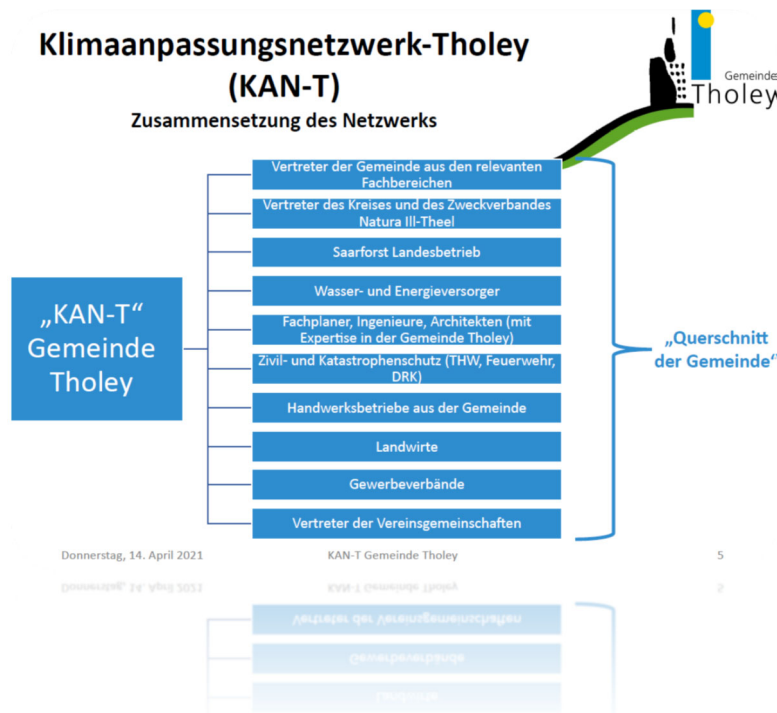 Klimaanpassungsnetzwerk-Tholey
(KAN-T)
Zusammensetzung des Netzwerks
Gemeinde
Tholey
„KAN-T“
Gemeinde
Tholey
Vertreter der Gemeinde aus den relevanten
Fachbereichen
Vertreter des Kreises und des Zweckverbandes
Natura Ill-Theel
Saarforst Landesbetrieb
Wasser- und Energieversorger
Fachplaner, Ingenieure, Architekten (mit
Expertise in der Gemeinde Tholey)
Zivil- und Katastrophenschutz (THW, Feuerwehr,
DRK)
Handwerksbetriebe aus der Gemeinde
Landwirte
Gewerbeverbände
Vertreter der Vereinsgemeinschaften
„Querschnitt
der Gemeinde“
Donnerstag, 14. April 2021
KAN-T Gemeinde Tholey
5